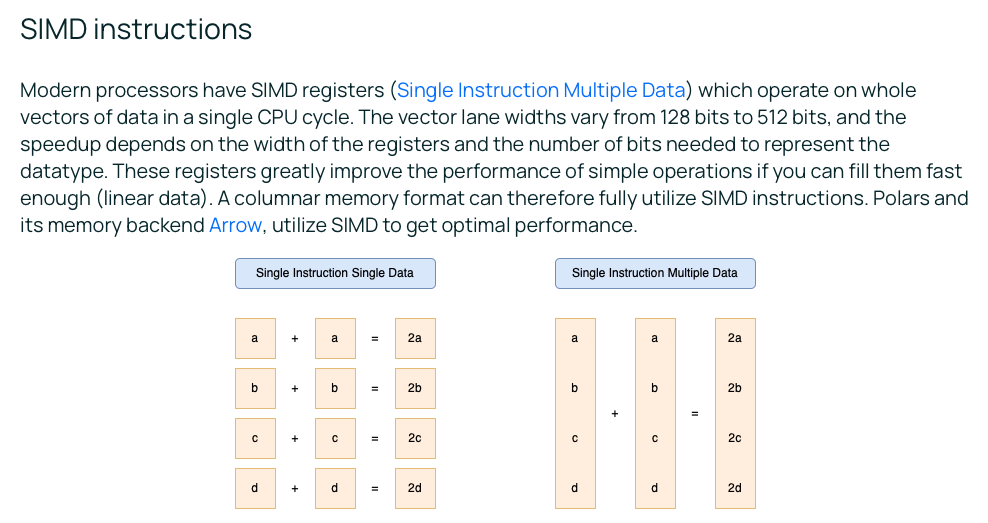 SIMD instructions
Modern processors have SIMD registers (Single Instruction Multiple Data) which operate on whole
vectors of data in a single CPU cycle. The vector lane widths vary from 128 bits to 512 bits, and the
speedup depends on the width of the registers and the number of bits needed to represent the
datatype. These registers greatly improve the performance of simple operations if you can fill them fast
enough (linear data). A columnar memory format can therefore fully utilize SIMD instructions. Polars and
its memory backend Arrow, utilize SIMD to get optimal performance.
Single Instruction Single Data
a + a = 2a
b + b = 2b
c + c = 2c
d + d = 2d
Single Instruction Multiple Data
a a 2a
b b 2b
+ =
c c 2c
d d 2d